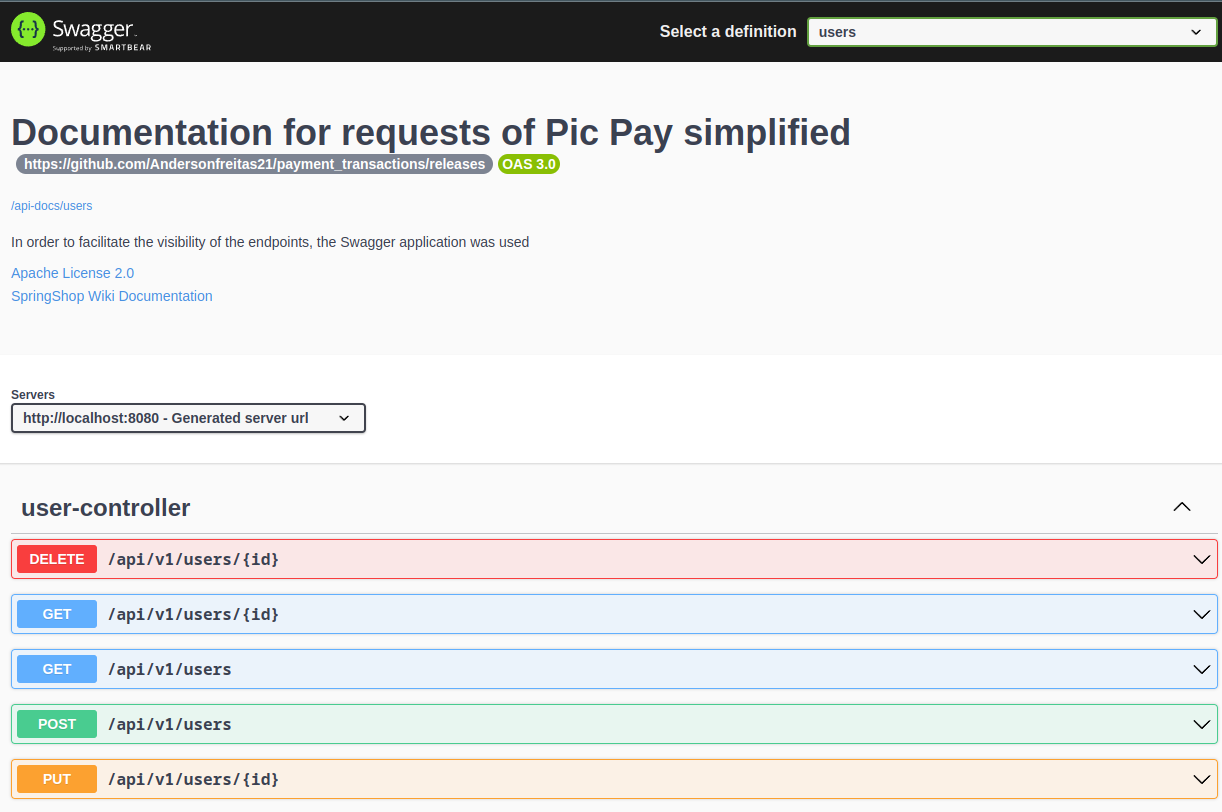 {···} Swagger.
Supported by SMARTBEAR
Select a definition
users
Documentation for requests of Pic Pay simplified
https://github.com/Andersonfreitas21/payment_transactions/releases OAS 3.0
/api-docs/users
In order to facilitate the visibility of the endpoints, the Swagger application was used
Apache License 2.0
SpringShop Wiki Documentation
Servers
http://localhost:8080 - Generated server url
user-controller
DELETE /api/v1/users/{id}
GET /api/v1/users/{id}
GET /api/v1/users
POST /api/v1/users
PUT /api/v1/users/{id}